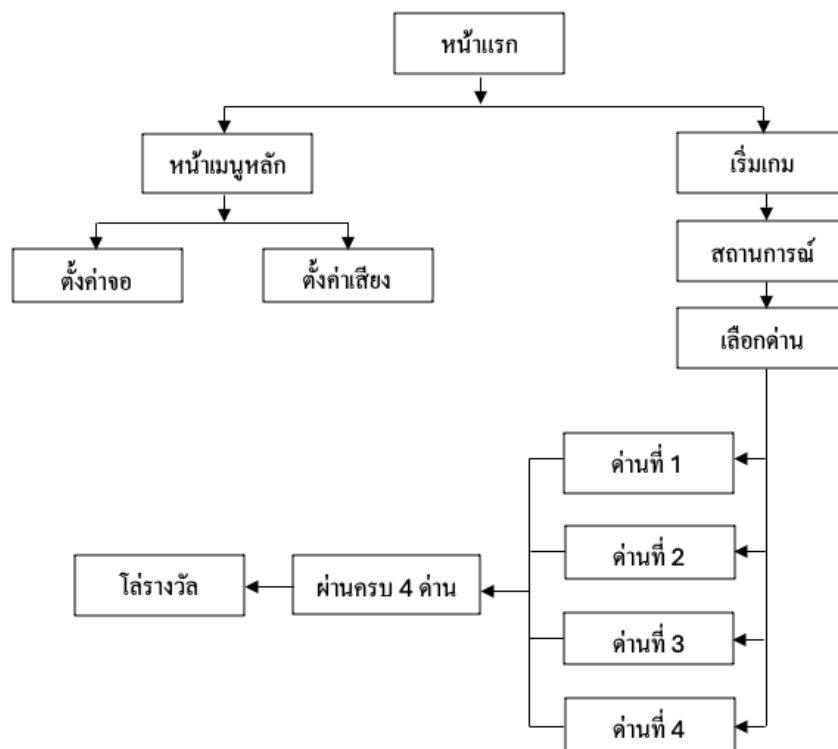 หน้าแรก
หน้าเมนูหลัก
เริ่มเกม
ตั้งค่าจอ
ตั้งค่าเสียง
สถานการณ์
เลือกด่าน
ด่านที่ 1
ด่านที่ 2
โล่รางวัล
ผ่านครบ 4 ด่าน
ด่านที่ 3
ด่านที่ 4